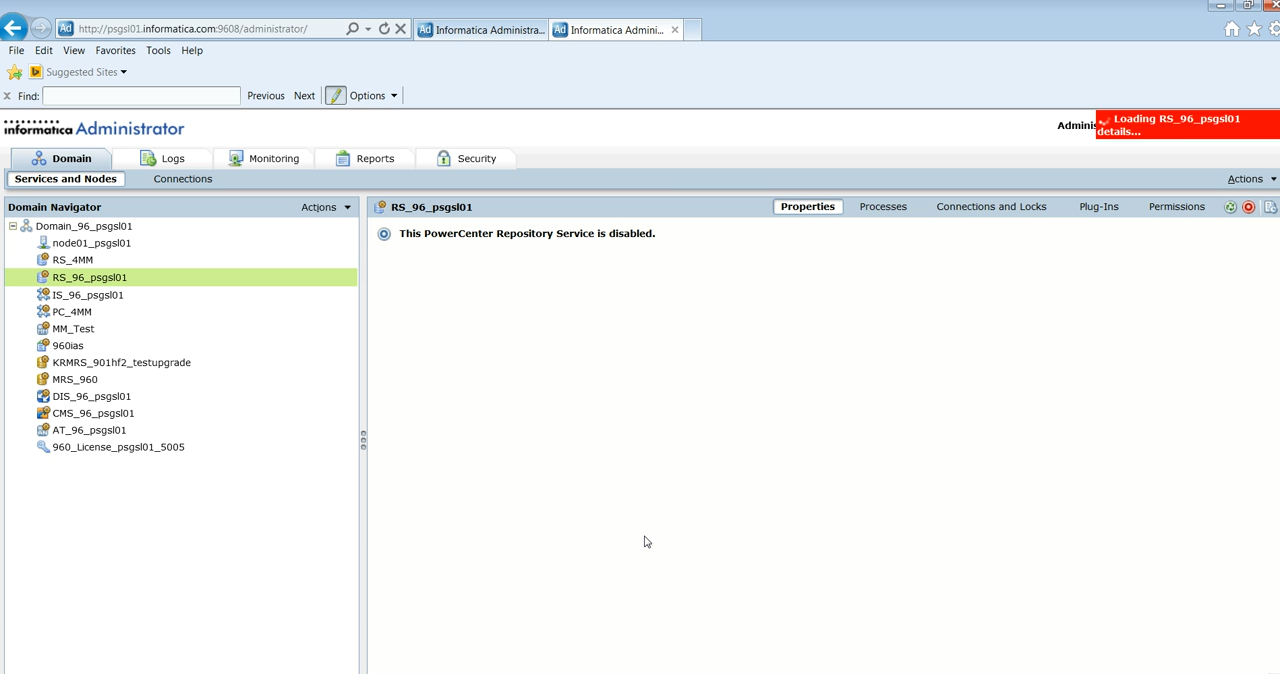 http://psgsl01.informatica.com:9608/administrator/
Informatica Administra...
Informatica Admini...
File Edit View Favorites Tools Help
Suggested Sites
x Find: Previous Next Options
informatica Administrator
Adminis
Loading RS_96_psgsl01
details...
Domain Logs Monitoring Reports Security
Services and Nodes Connections Actions
Domain Navigator Actions
RS_96_psgsl01 Properties Processes Connections and Locks Plug-Ins Permissions
This PowerCenter Repository Service is disabled.
Domain_96_psgsl01
node01_psgsl01
RS_4MM
RS_96_psgsl01
IS_96_psgsl01
PC_4MM
MM_Test
960ias
KRMRS_901hf2_testupgrade
MRS_960
DIS_96_psgsl01
CMS_96_psgsl01
AT_96_psgsl01
960_License_psgsl01_5005